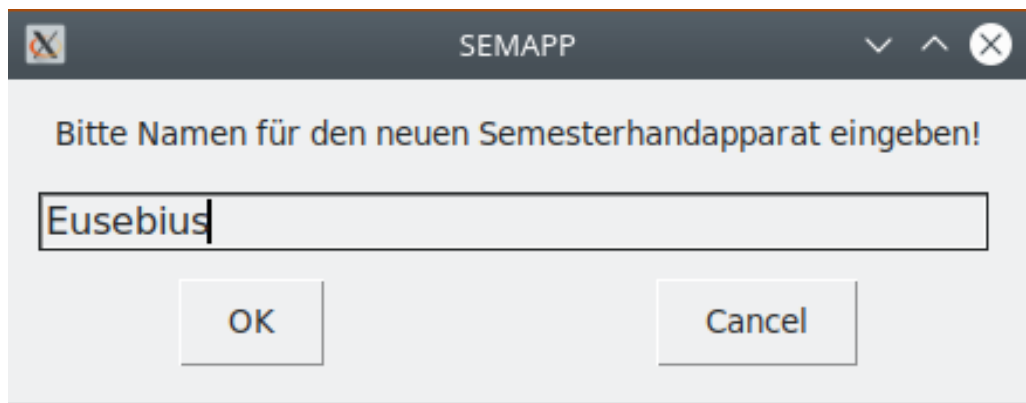 SEMAPP
Bitte Namen für den neuen Semesterhandapparat eingeben!
Eusebius
OK Cancel